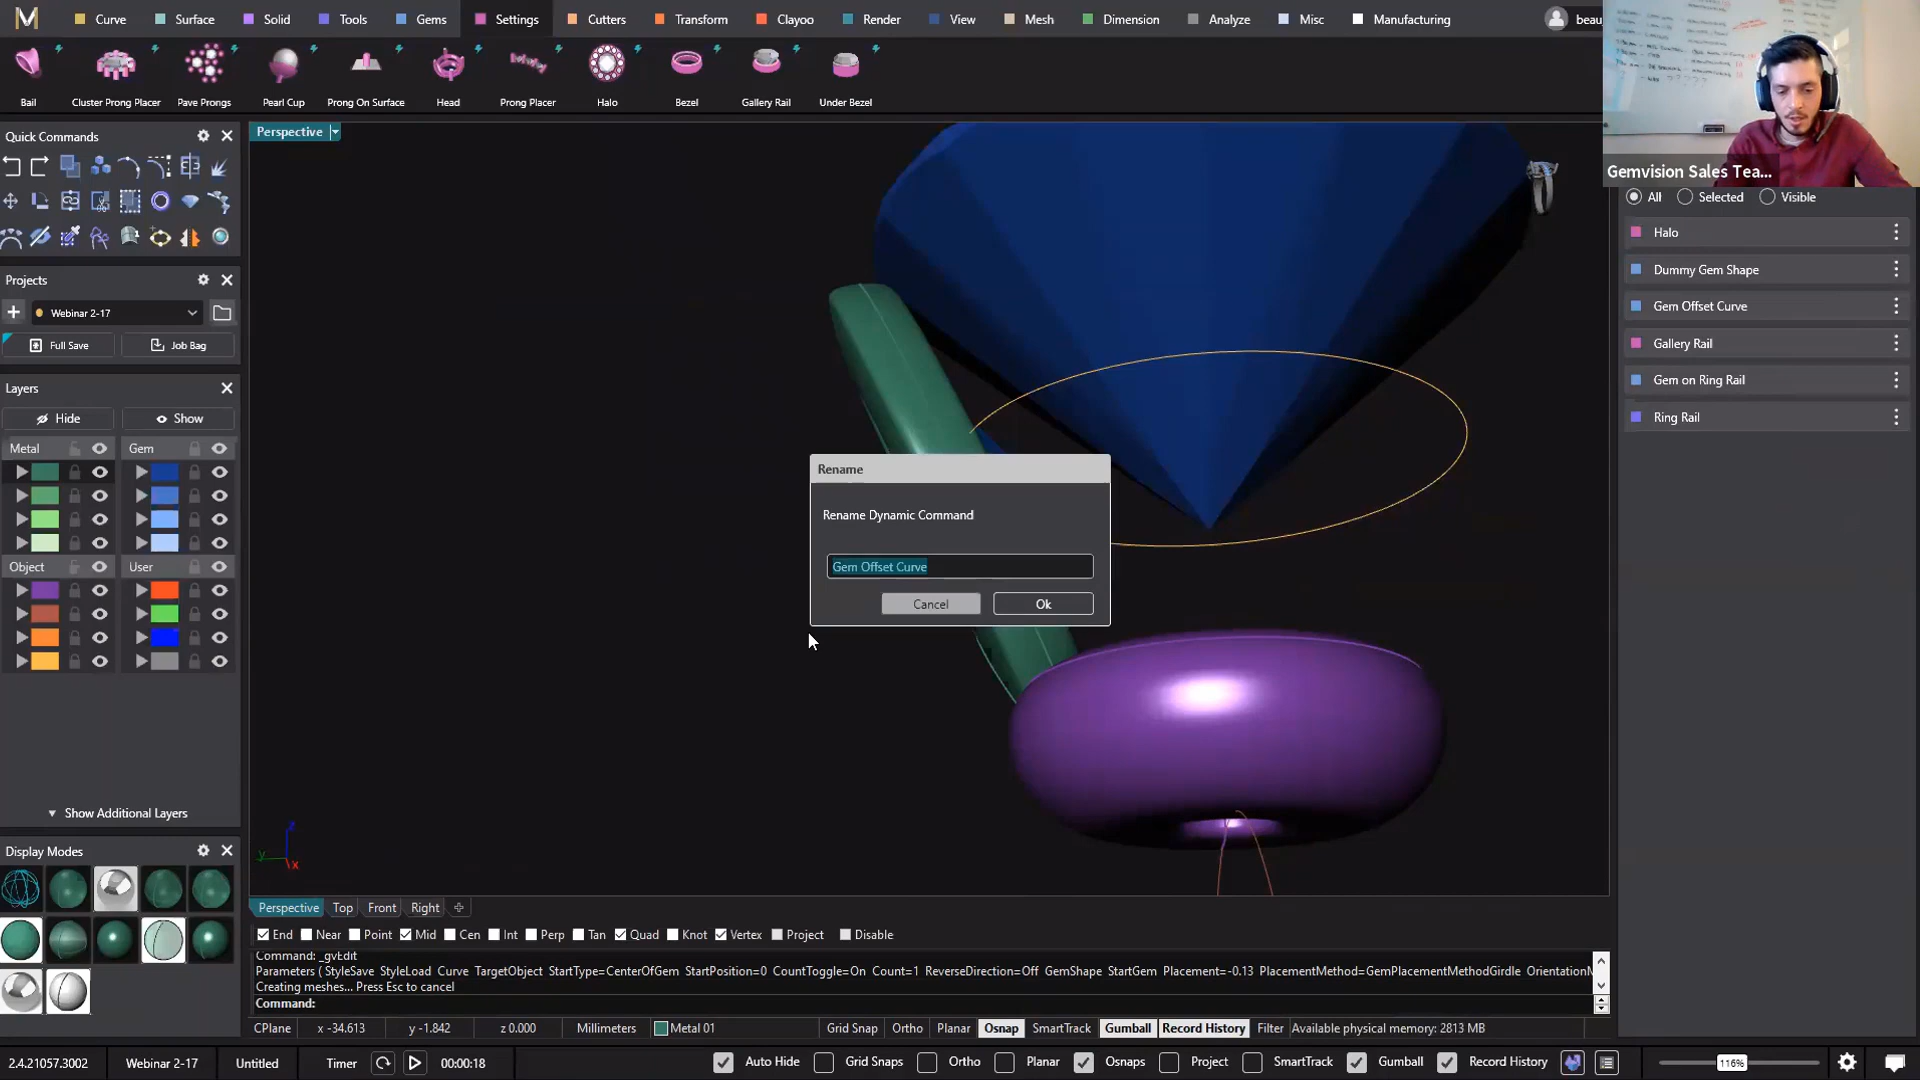 Curve Surface Solid Tools Gems Settings Cutters Transform Clayoo Render View Mesh Dimension Analyze Misc Manufacturing beau
Bail Cluster Prong Placer Pave Prongs Pearl Cup Prong On Surface Head Prong Placer Halo Bezel Gallery Rail Under Bezel
Gemvision Sales Tea...
Quick Commands
Perspective
All Selected Visible
Halo
Dummy Gem Shape
Gem Offset Curve
Gallery Rail
Gem on Ring Rail
Ring Rail
Projects
Webinar 2-17
Full Save Job Bag
Layers
Hide Show
Metal Gem
Object User
Show Additional Layers
Display Modes
Rename
Rename Dynamic Command
Gem Offset Curve
Cancel Ok
z
y
x
Perspective Top Front Right
End Near Point Mid Cen Int Perp Tan Quad Knot Vertex Project Disable
Command: _gvEdit
Parameters ( StyleSave StyleLoad Curve TargetObject StartType=CenterOfGem StartPosition=0 CountToggle=On Count=1 ReverseDirection=Off GemShape StartGem Placement=-0.13 PlacementMethod=GemPlacementMethodGirdle OrientationM
Creating meshes... Press Esc to cancel
Command:
CPlane x -34.613 y -1.842 z 0.000 Millimeters Metal 01 Grid Snap Ortho Planar Osnap SmartTrack Gumball Record History Filter Available physical memory: 2813 MB
2.4.21057.3002 Webinar 2-17 Untitled Timer 00:00:18 Auto Hide Grid Snaps Ortho Planar Osnaps Project SmartTrack Gumball Record History 116%